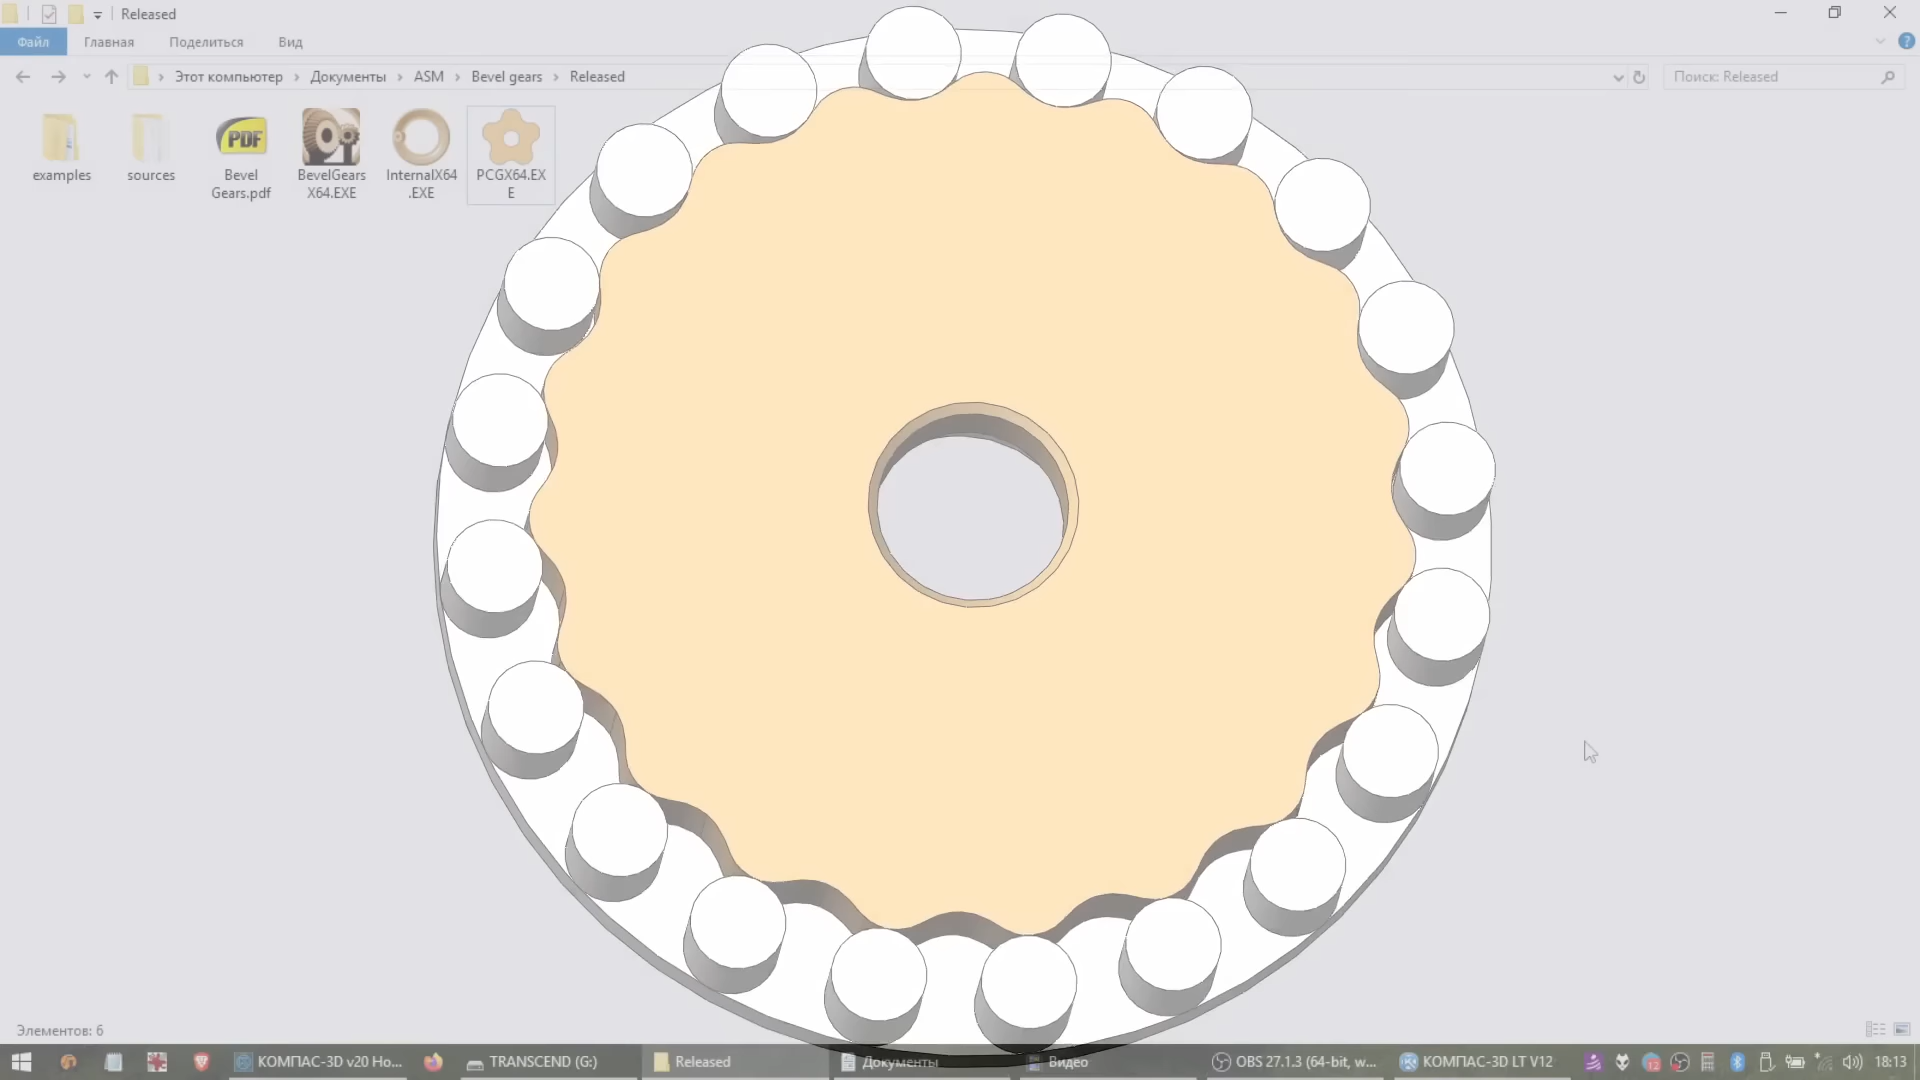 Released
Файл
Главная
Поделиться
Вид
Этот компьютер › Документы › ASM › Bevel gears › Released
Поиск: Released
examples
sources
Bevel
Gears.pdf
BevelGears
X64.EXE
InternalX64
.EXE
PCGX64.EX
E
PDF
Элементов: 6
КОМПАС-3D v20 Ho...
TRANSCEND (G:)
Released
Документы
Видео
OBS 27.1.3 (64-bit, w...
КОМПАС-3D LT V12
12
18:13